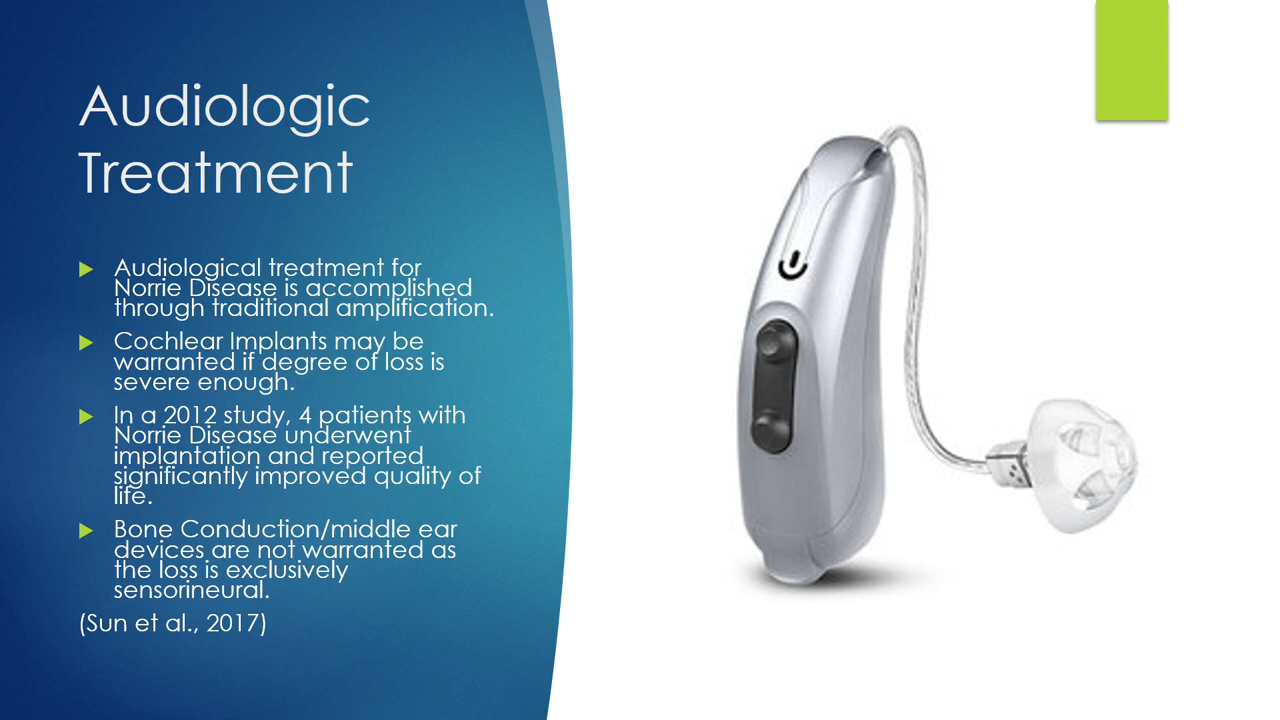 Audiologic
Treatment
Audiological treatment for
Norrie Disease is accomplished
through traditional amplification.
Cochlear Implants may be
warranted if degree of loss is
severe enough.
In a 2012 study, 4 patients with
Norrie Disease underwent
implantation and reported
significantly improved quality of
life.
Bone Conduction/middle ear
devices are not warranted as
the loss is exclusively
sensorineural.
(Sun et al., 2017)